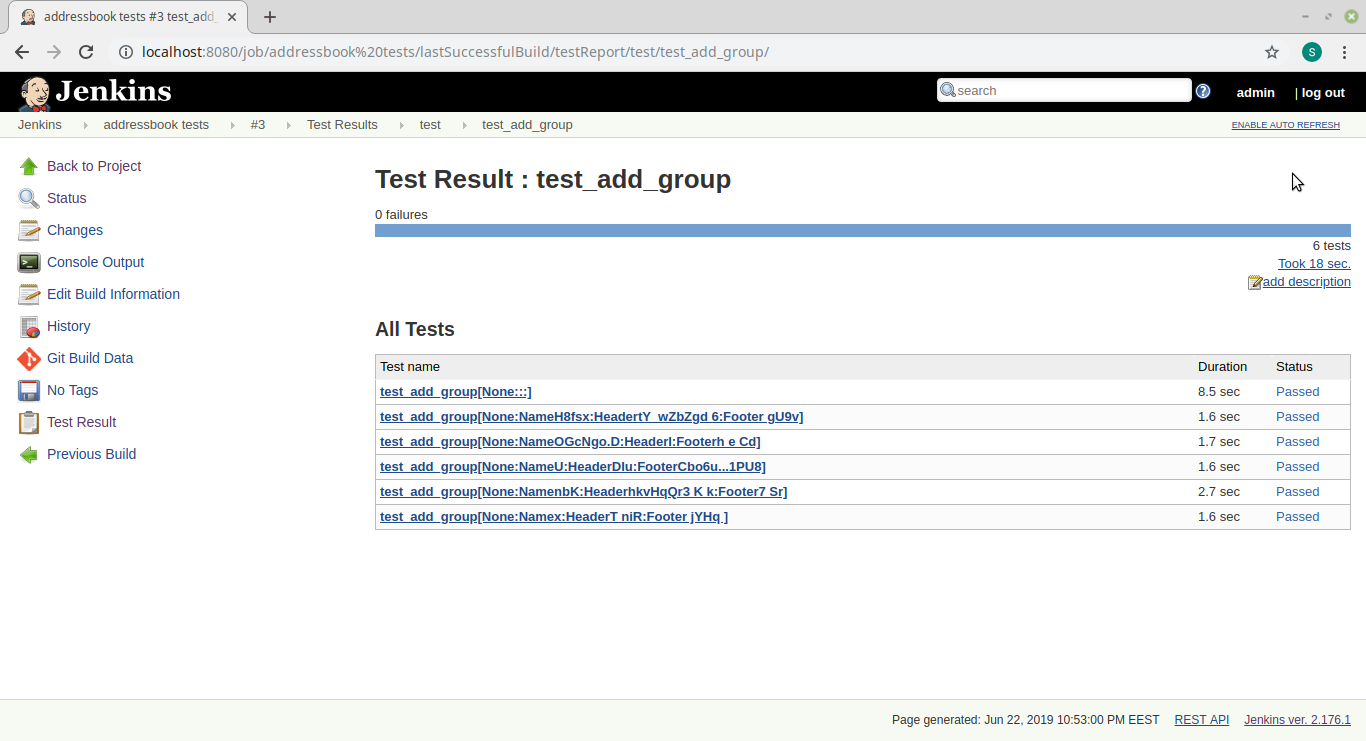 addressbook tests #3 test_add_
localhost:8080/job/addressbook%20tests/lastSuccessfulBuild/testReport/test/test_add_group/
S
Jenkins
search
?
admin
| log out
Jenkins addressbook tests #3 Test Results test test_add_group
ENABLE AUTO REFRESH
Back to Project
Status
Changes
Console Output
Edit Build Information
History
Git Build Data
No Tags
Test Result
Previous Build
Test Result : test_add_group
0 failures
6 tests
Took 18 sec.
add description
All Tests
Test name Duration Status
test_add_group[None:::] 8.5 sec Passed
test_add_group[None:NameH8fsx:HeadertY_wZbZgd 6:Footer gU9v] 1.6 sec Passed
test_add_group[None:NameOGcNgo.D:HeaderI:Footerh e Cd] 1.7 sec Passed
test_add_group[None:NameU:HeaderDlu:FooterCbo6u...1PU8] 1.6 sec Passed
test_add_group[None:NamenbK:HeaderhkvHqQr3 K k:Footer7 Sr] 2.7 sec Passed
test_add_group[None:Namex:HeaderT niR:Footer jYHq ] 1.6 sec Passed
Page generated: Jun 22, 2019 10:53:00 PM EEST REST API Jenkins ver. 2.176.1